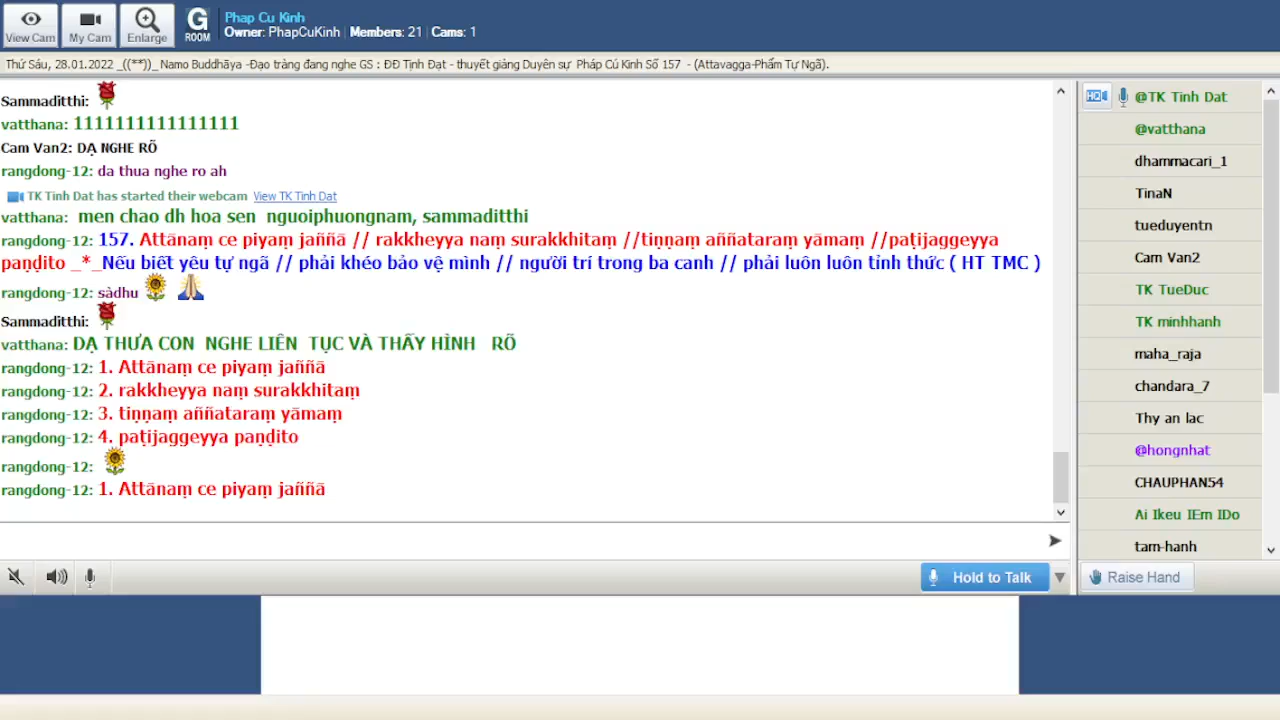 View Cam
My Cam
Enlarge
G
ROOM
Phap Cu Kinh
Owner: PhapCuKinh | Members: 21 | Cams: 1
Thứ Sáu, 28.01.2022 _((**))_ Namo Buddhāya -Đạo tràng đang nghe GS : ĐĐ Tịnh Đạt - thuyết giảng Duyên sự Pháp Cú Kinh Số 157 - (Attavagga-Phẩm Tự Ngã).
Sammaditthi:
vatthana: 1111111111111111
Cam Van2: DẠ NGHE RÕ
rangdong-12: da thua nghe ro ah
TK Tinh Dat has started their webcam View TK Tinh Dat
vatthana: men chao dh hoa sen nguoiphuongnam, sammaditthi
rangdong-12: 157. Attānaṃ ce piyaṃ jaññā // rakkheyya naṃ surakkhitaṃ //tiṇṇaṃ aññataraṃ yāmaṃ //paṭijaggeyya
paṇḍito _*_Nếu biết yêu tự ngã // phải khéo bảo vệ mình // người trí trong ba canh // phải luôn luôn tỉnh thức ( HT TMC )
rangdong-12: sàdhu
Sammaditthi:
vatthana: DẠ THƯA CON NGHE LIÊN TỤC VÀ THẤY HÌNH RÕ
rangdong-12: 1. Attānaṃ ce piyaṃ jaññā
rangdong-12: 2. rakkheyya naṃ surakkhitaṃ
rangdong-12: 3. tiṇṇaṃ aññataraṃ yāmaṃ
rangdong-12: 4. paṭijaggeyya paṇḍito
rangdong-12:
rangdong-12: 1. Attānaṃ ce piyaṃ jaññā
HQ
@TK Tinh Dat
@vatthana
dhammacari_1
TinaN
tueduyentn
Cam Van2
TK TueDuc
TK minhhanh
maha_raja
chandara_7
Thy an lac
@hongnhat
CHAUPHAN54
Ai Ikeu IEm IDo
tam-hanh
Hold to Talk
Raise Hand